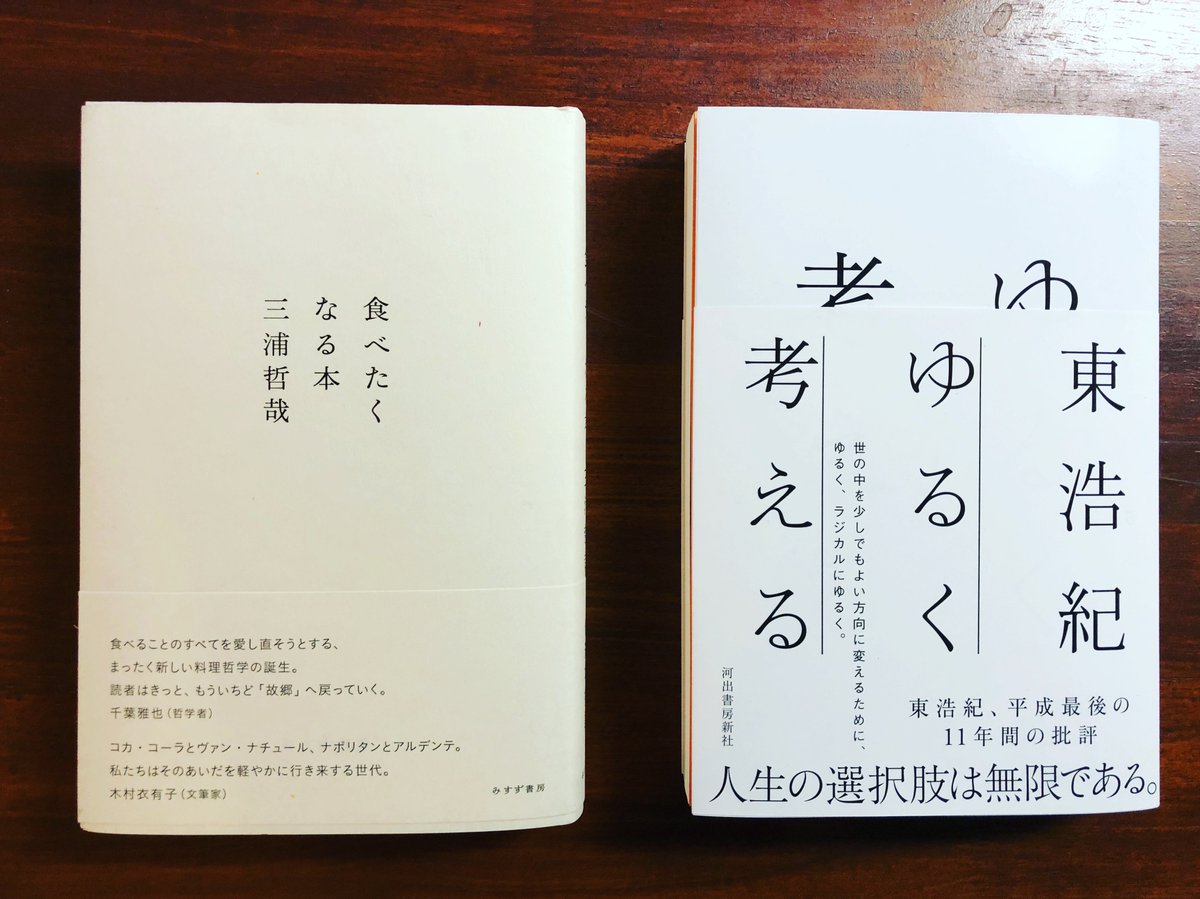 食べたく
なる本
三浦哲哉
食べることのすべてを愛し直そうとする、
まったく新しい料理哲学の誕生。
読者はきっと、もういちど「故郷」へ戻っていく。
千葉雅也（哲学者）
コカ・コーラとヴァン・ナチュール、ナポリタンとアルデンテ。
私たちはそのあいだを軽やかに行き来する世代。
木村衣有子（文筆家）
みすず書房
ゆ
考
東浩紀
ゆるく
考える
世の中を少しでもよい方向に変えるために、
ゆるく、ラジカルにゆるく。
河出書房新社
東浩紀、平成最後の
11年間の批評
人生の選択肢は無限である。